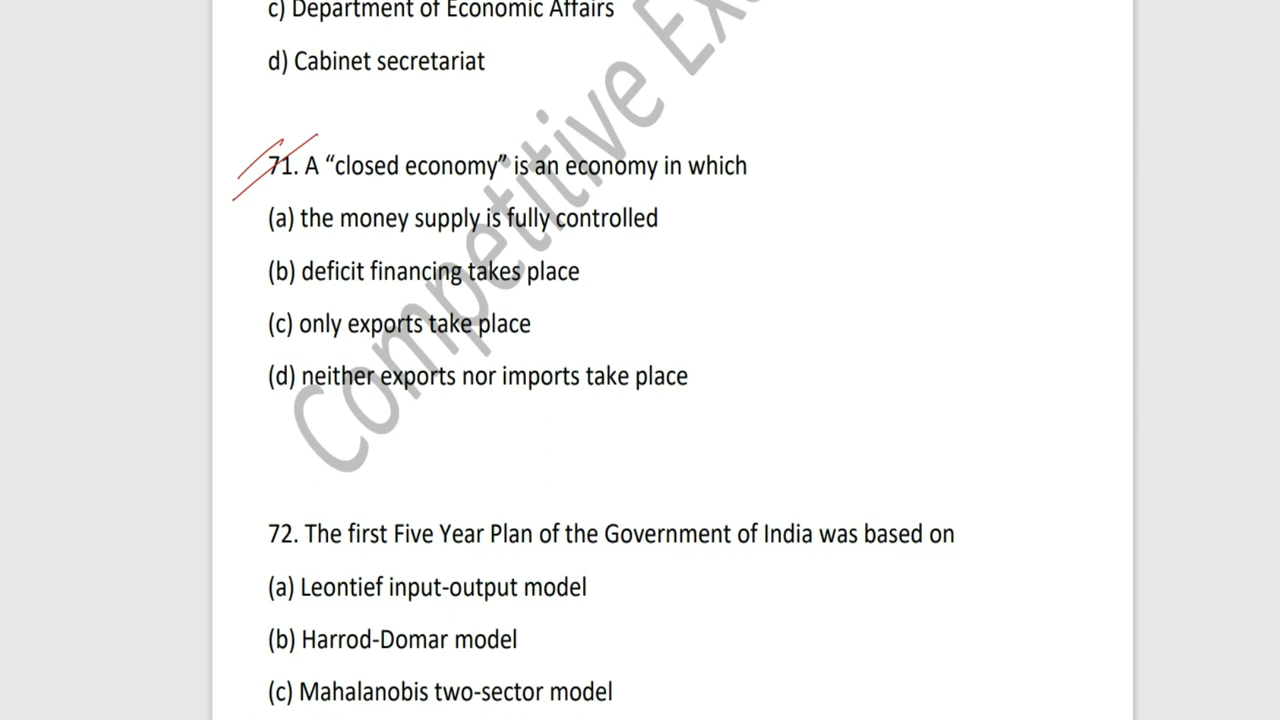 c) Department of Economic Affairs
d) Cabinet secretariat
71. A “closed economy” is an economy in which
(a) the money supply is fully controlled
(b) deficit financing takes place
(c) only exports take place
(d) neither exports nor imports take place
72. The first Five Year Plan of the Government of India was based on
(a) Leontief input-output model
(b) Harrod-Domar model
(c) Mahalanobis two-sector model
Competitive